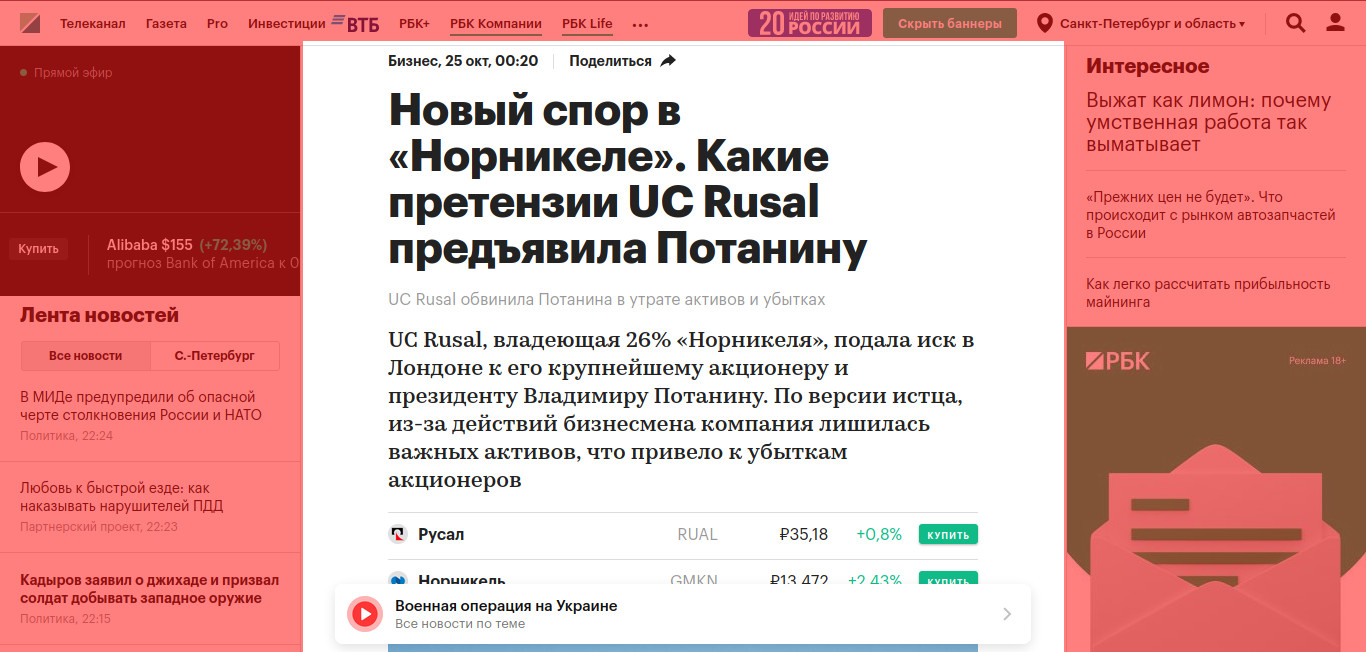 Телеканал Газета Pro Инвестиции ВТБ РБК+ РБК Компании РБК Life ...
20 ИДЕЙ ПО РАЗВИТИЮ РОССИИ
Скрыть баннеры
Санкт-Петербург и область
Прямой эфир
Купить
Alibaba $155 (+72,39%)
прогноз Bank of America к
Лента новостей
Все новости
С.-Петербург
В МИДе предупредили об опасной
черте столкновения России и НАТО
Политика, 22:24
Любовь к быстрой езде: как
наказывать нарушителей ПДД
Партнерский проект, 22:23
Кадыров заявил о джихаде и призвал
солдат добывать западное оружие
Политика, 22:15
Бизнес, 25 окт, 00:20
Поделиться
Новый спор в
«Норникеле». Какие
претензии UC Rusal
предъявила Потанину
UC Rusal обвинила Потанина в утрате активов и убытках
UC Rusal, владеющая 26% «Норникеля», подала иск в
Лондоне к его крупнейшему акционеру и
президенту Владимиру Потанину. По версии истца,
из-за действий бизнесмена компания лишилась
важных активов, что привело к убыткам
акционеров
Русал RUAL ₽35,18 +0,8% КУПИТЬ
Норникель GMKN ₽13 472 +2,43% КУПИТЬ
Военная операция на Украине
Все новости по теме
Интересное
Выжат как лимон: почему
умственная работа так
выматывает
«Прежних цен не будет». Что
происходит с рынком автозапчастей
в России
Как легко рассчитать прибыльность
майнинга
РБК
Реклама 18+